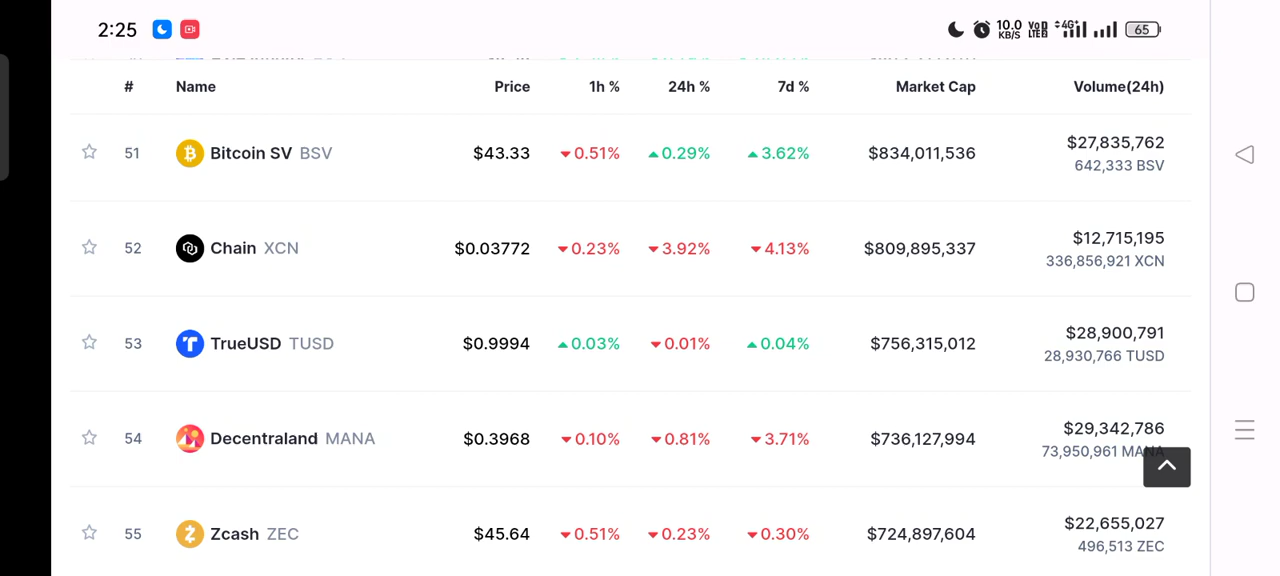 2:25 10.0 KB/S VoD LTE 4G+ 65
# Name Price 1h % 24h % 7d % Market Cap Volume(24h)
51 Bitcoin SV BSV $43.33 0.51% 0.29% 3.62% $834,011,536 $27,835,762
642,333 BSV
52 Chain XCN $0.03772 0.23% 3.92% 4.13% $809,895,337 $12,715,195
336,856,921 XCN
53 TrueUSD TUSD $0.9994 0.03% 0.01% 0.04% $756,315,012 $28,900,791
28,930,766 TUSD
54 Decentraland MANA $0.3968 0.10% 0.81% 3.71% $736,127,994 $29,342,786
73,950,961 MANA
55 Zcash ZEC $45.64 0.51% 0.23% 0.30% $724,897,604 $22,655,027
496,513 ZEC